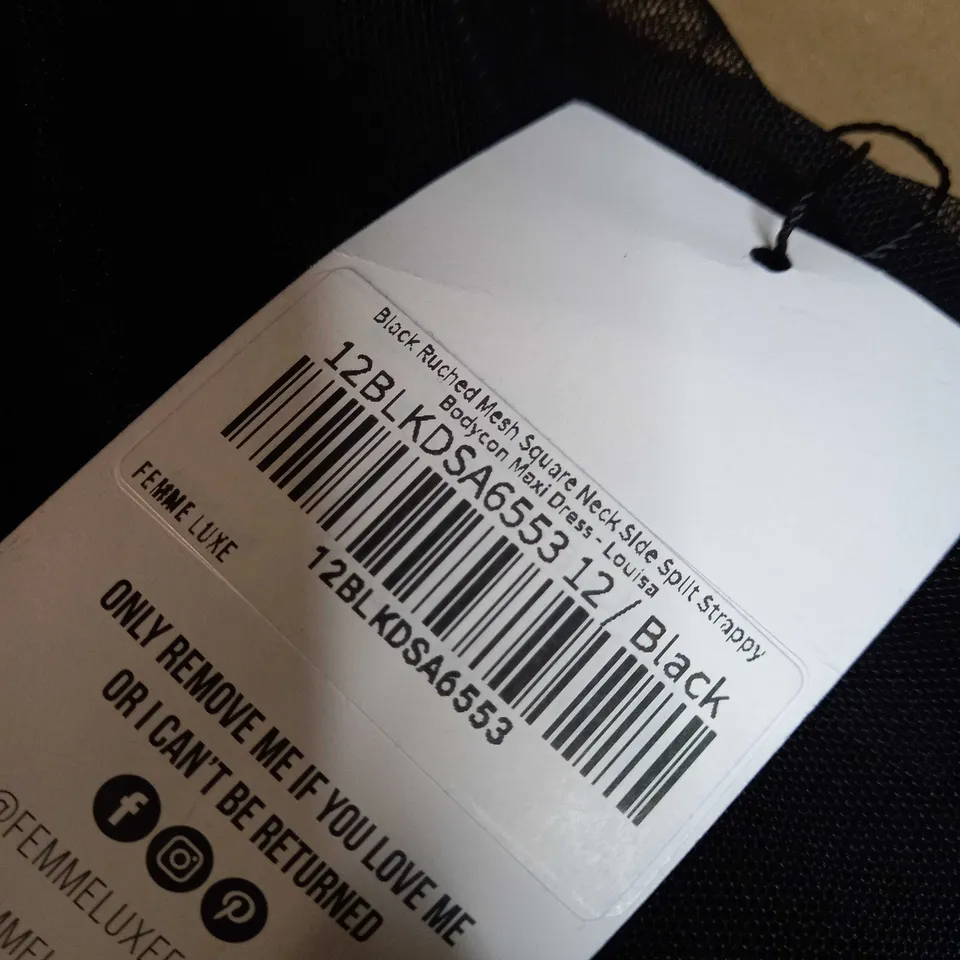 Black Ruched Mesh Square Neck Side Split Strappy
Bodycon Maxi Dress - Louisa
12BLKDSA6553 12 / Black
12BLKDSA6553
FEMME LUXE
ONLY REMOVE ME IF YOU LOVE ME
OR I CAN'T BE RETURNED